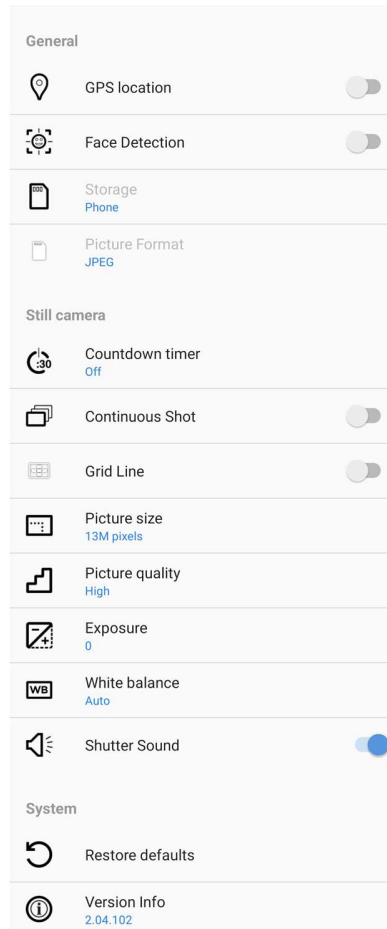 General
GPS location
Face Detection
Storage
Phone
Picture Format
JPEG
Still camera
:30
Countdown timer
Off
Continuous Shot
Grid Line
Picture size
13M pixels
Picture quality
High
Exposure
0
WB
White balance
Auto
Shutter Sound
System
Restore defaults
Version Info
2.04.102